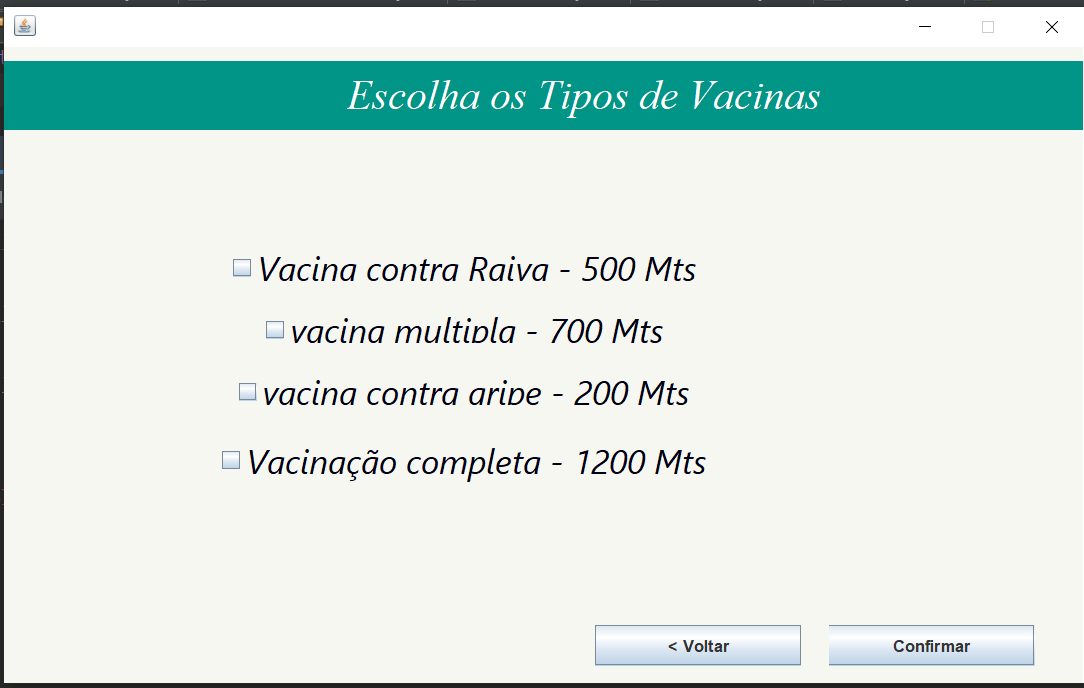 Escolha os Tipos de Vacinas
Vacina contra Raiva - 500 Mts
vacina multipla - 700 Mts
vacina contra gripe - 200 Mts
Vacinação completa - 1200 Mts
< Voltar
Confirmar